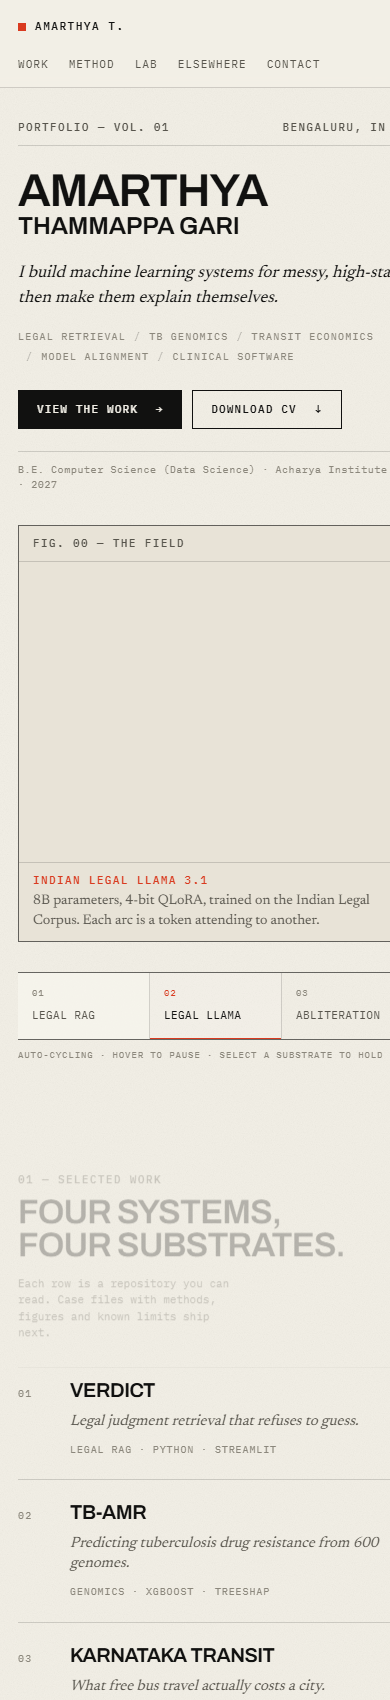 AMARTHYA T.
WORK METHOD LAB ELSEWHERE CONTACT
PORTFOLIO — VOL. 01 BENGALURU, IN
AMARTHYA
THAMMAPPA GARI
I build machine learning systems for messy, high-sta
then make them explain themselves.
LEGAL RETRIEVAL / TB GENOMICS / TRANSIT ECONOMICS
/ MODEL ALIGNMENT / CLINICAL SOFTWARE
VIEW THE WORK → DOWNLOAD CV ↓
B.E. Computer Science (Data Science) · Acharya Institute
· 2027
FIG. 00 — THE FIELD
INDIAN LEGAL LLAMA 3.1
8B parameters, 4-bit QLoRA, trained on the Indian Legal
Corpus. Each arc is a token attending to another.
01 02 03
LEGAL RAG LEGAL LLAMA ABLITERATION
AUTO-CYCLING · HOVER TO PAUSE · SELECT A SUBSTRATE TO HOLD
01 — SELECTED WORK
FOUR SYSTEMS,
FOUR SUBSTRATES.
Each row is a repository you can
read. Case files with methods,
figures and known limits ship
next.
01 VERDICT
Legal judgment retrieval that refuses to guess.
LEGAL RAG · PYTHON · STREAMLIT
02 TB-AMR
Predicting tuberculosis drug resistance from 600
genomes.
GENOMICS · XGBOOST · TREESHAP
03 KARNATAKA TRANSIT
What free bus travel actually costs a city.